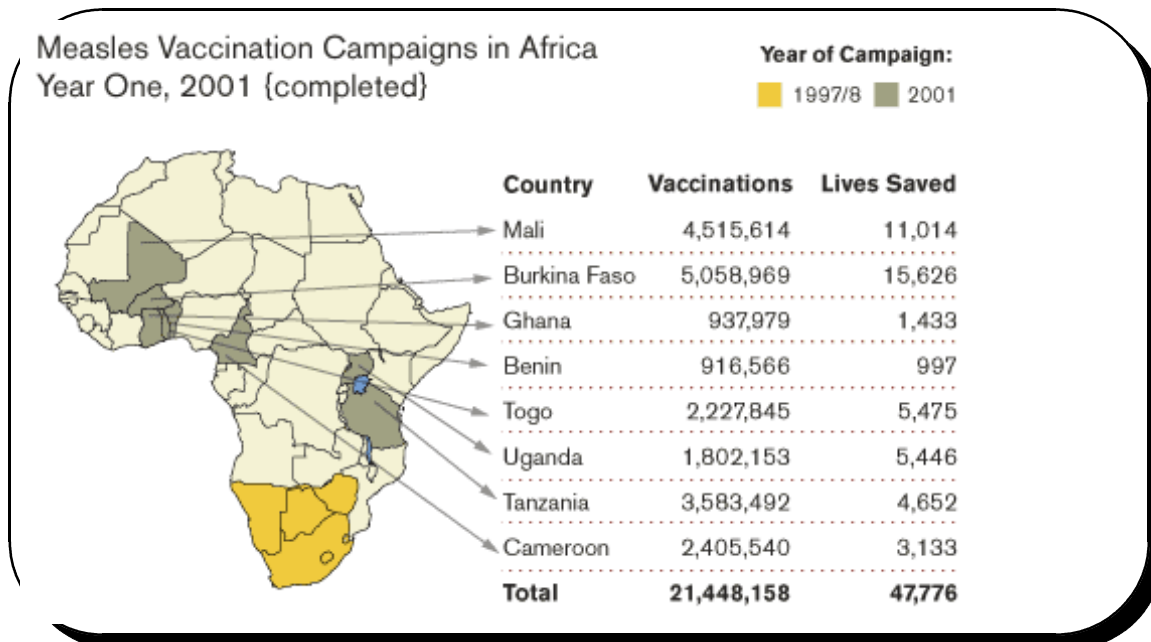 Measles Vaccination Campaigns in Africa
Year One, 2001 {completed}
Year of Campaign:
1997/8 2001
Country Vaccinations Lives Saved
Mali 4,515,614 11,014
Burkina Faso 5,058,969 15,626
Ghana 937,979 1,433
Benin 916,566 997
Togo 2,227,845 5,475
Uganda 1,802,153 5,446
Tanzania 3,583,492 4,652
Cameroon 2,405,540 3,133
Total 21,448,158 47,776